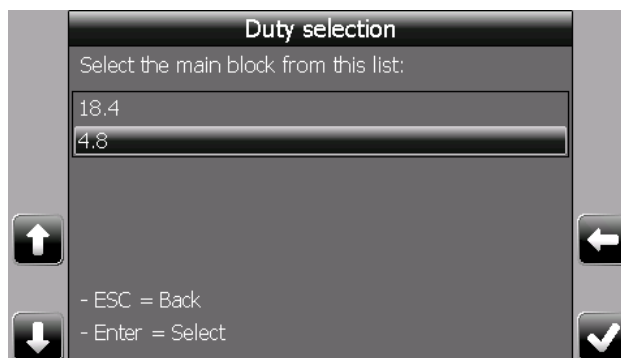 Duty selection
Select the main block from this list:
18.4
4.8
- ESC = Back
- Enter = Select